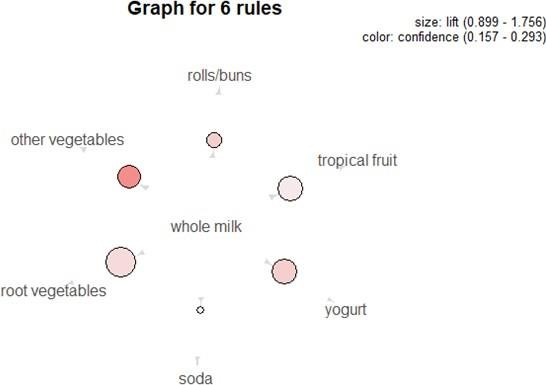 Graph for 6 rules
size: lift (0.899 - 1.756)
color: confidence (0.157 - 0.293)
rolls/buns
other vegetables
tropical fruit
whole milk
root vegetables
yogurt
soda